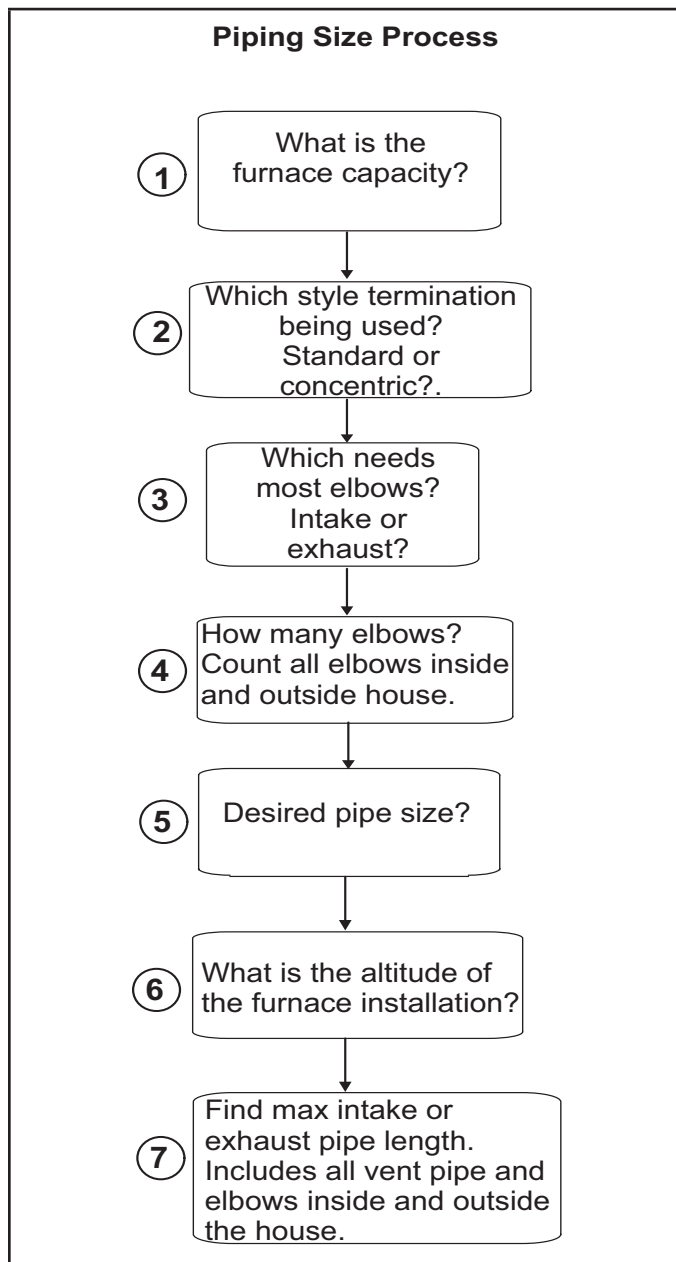 Piping Size Process
1
What is the
furnace capacity?
2
Which style termination
being used?
Standard or
concentric?.
3
Which needs
most elbows?
Intake or
exhaust?
4
How many elbows?
Count all elbows inside
and outside house.
5
Desired pipe size?
6
What is the altitude of
the furnace installation?
7
Find max intake or
exhaust pipe length.
Includes all vent pipe and
elbows inside and outside
the house.